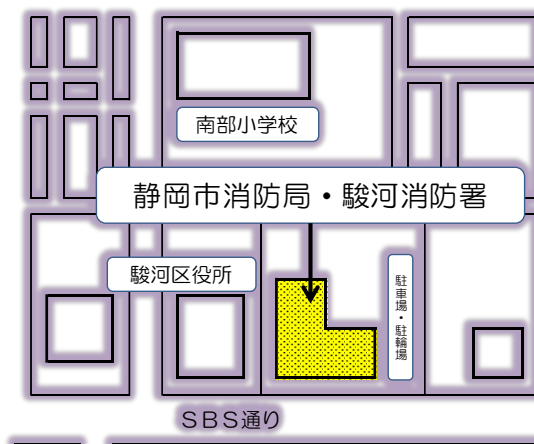 南部小学校
静岡市消防局・駿河消防署
駿河区役所
駐車場・駐輪場
SBS通り